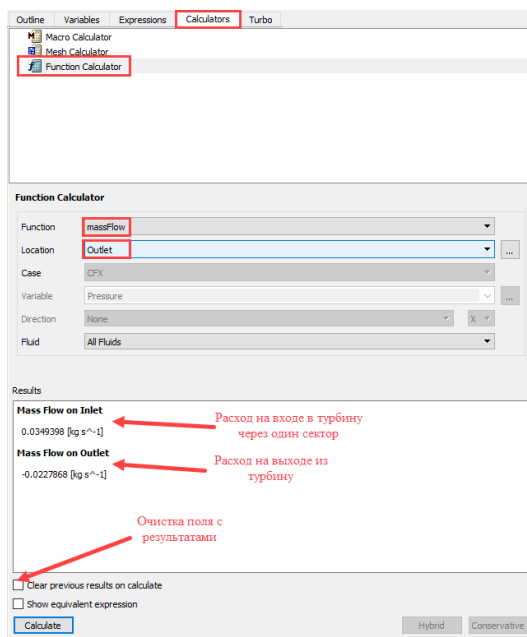 Outline Variables Expressions Calculators Turbo
Macro Calculator
Mesh Calculator
Function Calculator
Function Calculator
Function massFlow
Location Outlet ...
Case CFX
Variable Pressure ...
Direction None X
Fluid All Fluids
Results
Mass Flow on Inlet
0.0349398 [kg s^-1]
Расход на входе в турбину
через один сектор
Mass Flow on Outlet
-0.0227868 [kg s^-1]
Расход на выходе из
турбину
Очистка поля с
результатами
Clear previous results on calculate
Show equivalent expression
Calculate Hybrid Conservative